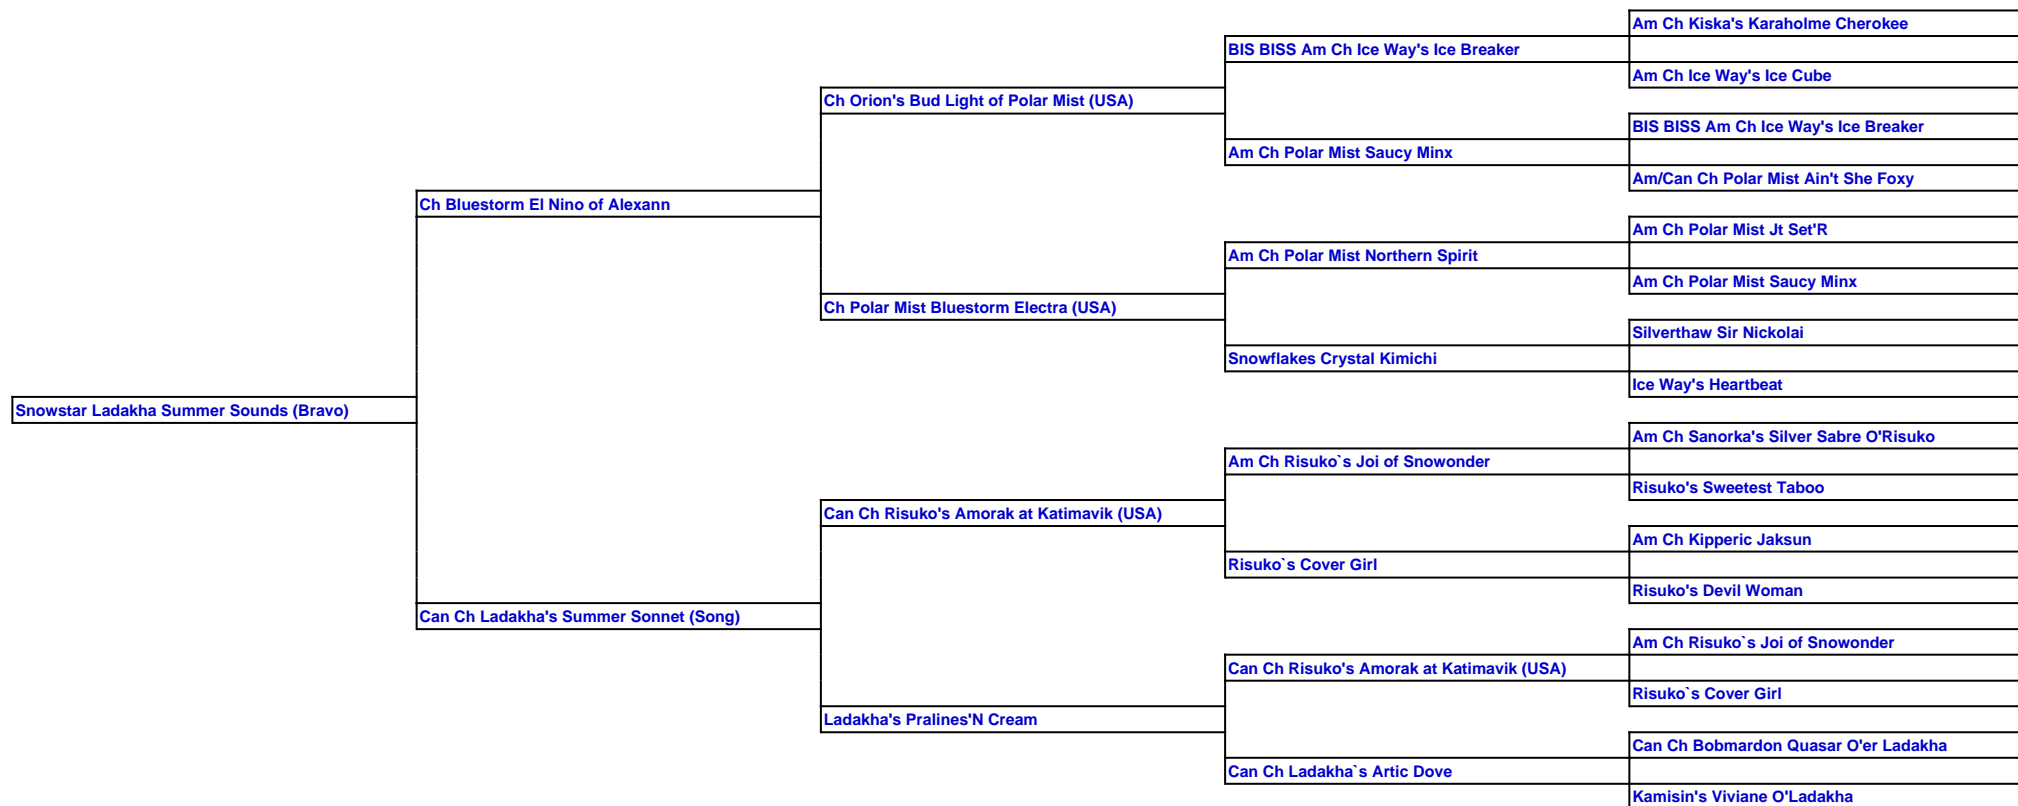 Am Ch Kiska's Karaholme Cherokee
BIS BISS Am Ch Ice Way's Ice Breaker
Am Ch Ice Way's Ice Cube
Ch Orion's Bud Light of Polar Mist (USA)
BIS BISS Am Ch Ice Way's Ice Breaker
Am Ch Polar Mist Saucy Minx
Am/Can Ch Polar Mist Ain't She Foxy
Ch Bluestorm El Nino of Alexann
Am Ch Polar Mist Jt Set'R
Am Ch Polar Mist Northern Spirit
Am Ch Polar Mist Saucy Minx
Ch Polar Mist Bluestorm Electra (USA)
Silverthaw Sir Nickolai
Snowflakes Crystal Kimichi
Ice Way's Heartbeat
Snowstar Ladakha Summer Sounds (Bravo)
Am Ch Sanorka's Silver Sabre O'Risuko
Am Ch Risuko`s Joi of Snowonder
Risuko's Sweetest Taboo
Can Ch Risuko's Amorak at Katimavik (USA)
Am Ch Kipperic Jaksun
Risuko`s Cover Girl
Risuko's Devil Woman
Can Ch Ladakha's Summer Sonnet (Song)
Am Ch Risuko`s Joi of Snowonder
Can Ch Risuko's Amorak at Katimavik (USA)
Risuko`s Cover Girl
Ladakha's Pralines'N Cream
Can Ch Bobmardon Quasar O'er Ladakha
Can Ch Ladakha`s Artic Dove
Kamisin's Viviane O'Ladakha